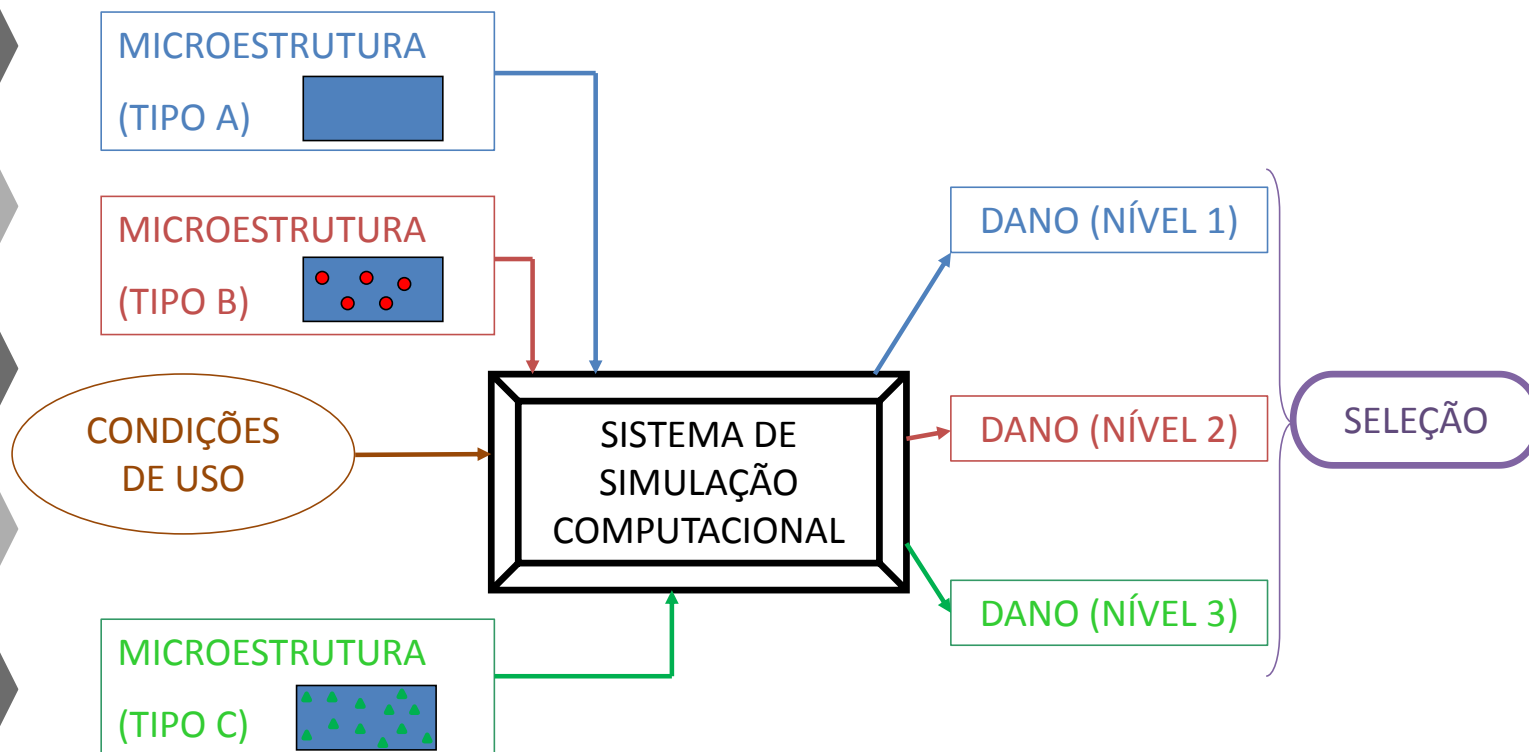 MICROESTRUTURA
(TIPO A)
MICROESTRUTURA
(TIPO B)
CONDIÇÕES
DE USO
MICROESTRUTURA
(TIPO C)
SISTEMA DE
SIMULAÇÃO
COMPUTACIONAL
DANO (NÍVEL 1)
DANO (NÍVEL 2)
DANO (NÍVEL 3)
SELEÇÃO